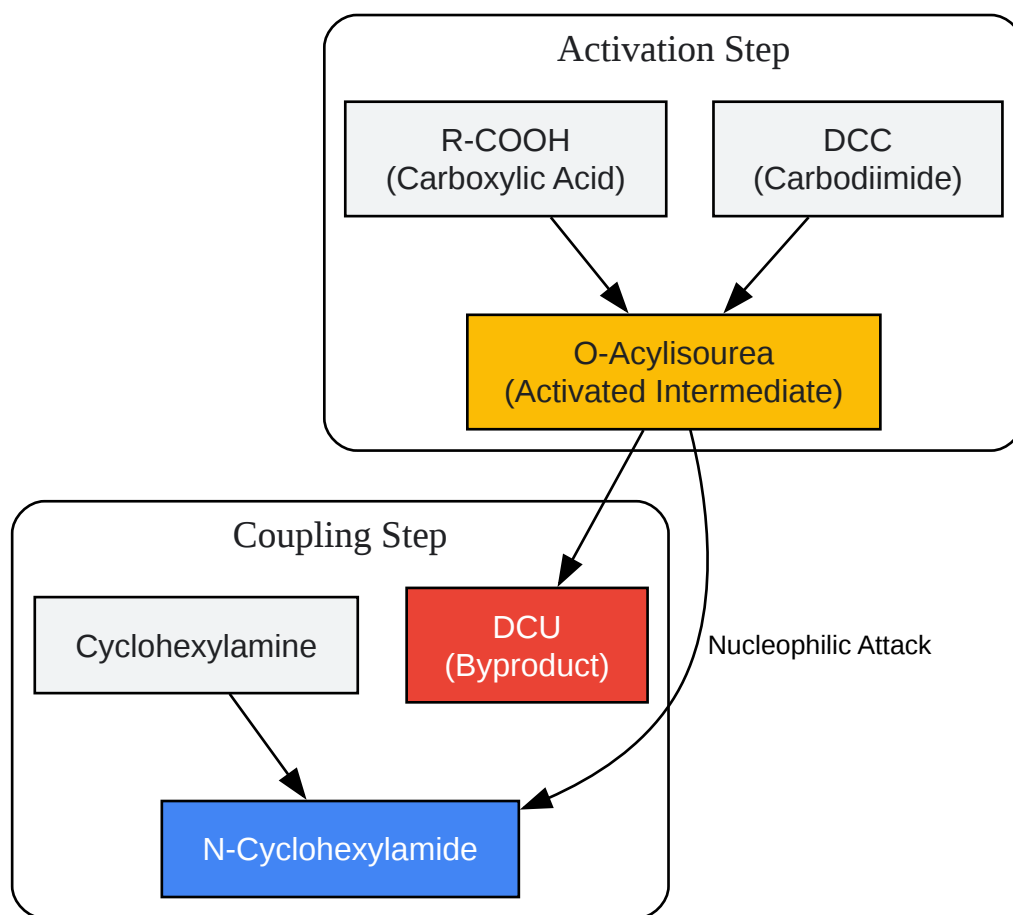 Activation Step
R-COOH
(Carboxylic Acid)
DCC
(Carbodiimide)
O-Acylisourea
(Activated Intermediate)
Coupling Step
Cyclohexylamine
DCU
(Byproduct)
Nucleophilic Attack
N-Cyclohexylamide